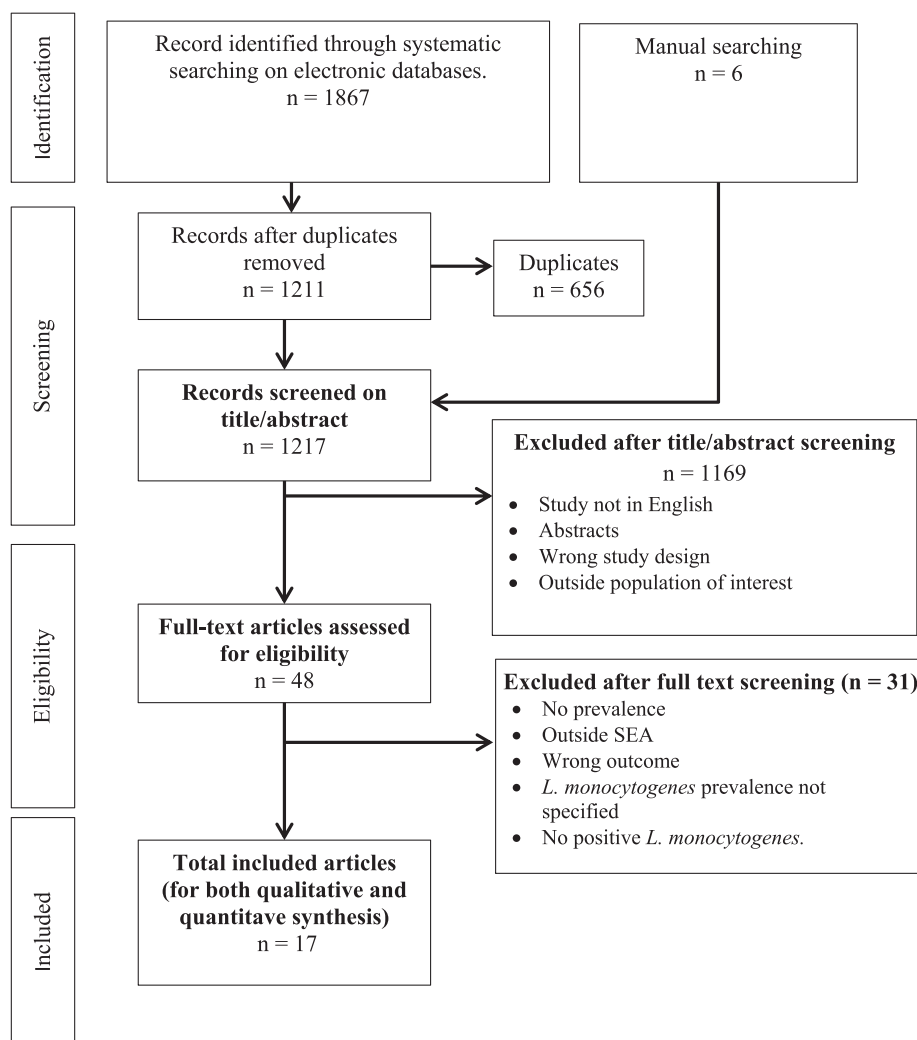 Identification
Record identified through systematic
searching on electronic databases.
n = 1867
Manual searching
n = 6
Screening
Records after duplicates
removed
n = 1211
Duplicates
n = 656
Records screened on
title/abstract
n = 1217
Excluded after title/abstract screening
n = 1169
• Study not in English
• Abstracts
• Wrong study design
• Outside population of interest
Eligibility
Full-text articles assessed
for eligibility
n = 48
Excluded after full text screening (n = 31)
• No prevalence
• Outside SEA
• Wrong outcome
• L. monocytogenes prevalence not
specified
• No positive L. monocytogenes.
Included
Total included articles
(for both qualitative and
quantitave synthesis)
n = 17